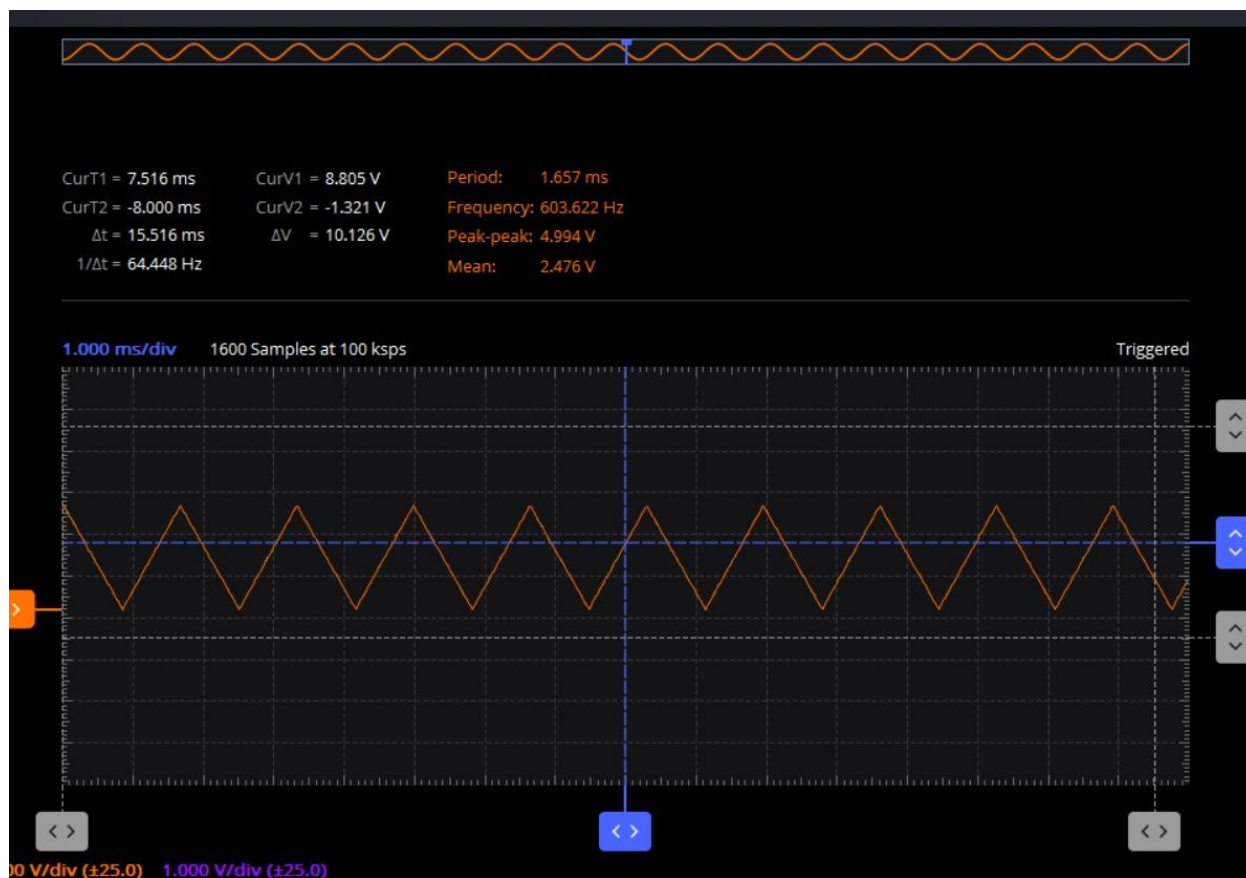 CurT1 = 7.516 ms CurV1 = 8.805 V Period: 1.657 ms
CurT2 = -8.000 ms CurV2 = -1.321 V Frequency: 603.622 Hz
Δt = 15.516 ms ΔV = 10.126 V Peak-peak: 4.994 V
1/Δt = 64.448 Hz Mean: 2.476 V
1.000 ms/div 1600 Samples at 100 ksps Triggered
00 V/div (±25.0) 1.000 V/div (±25.0)